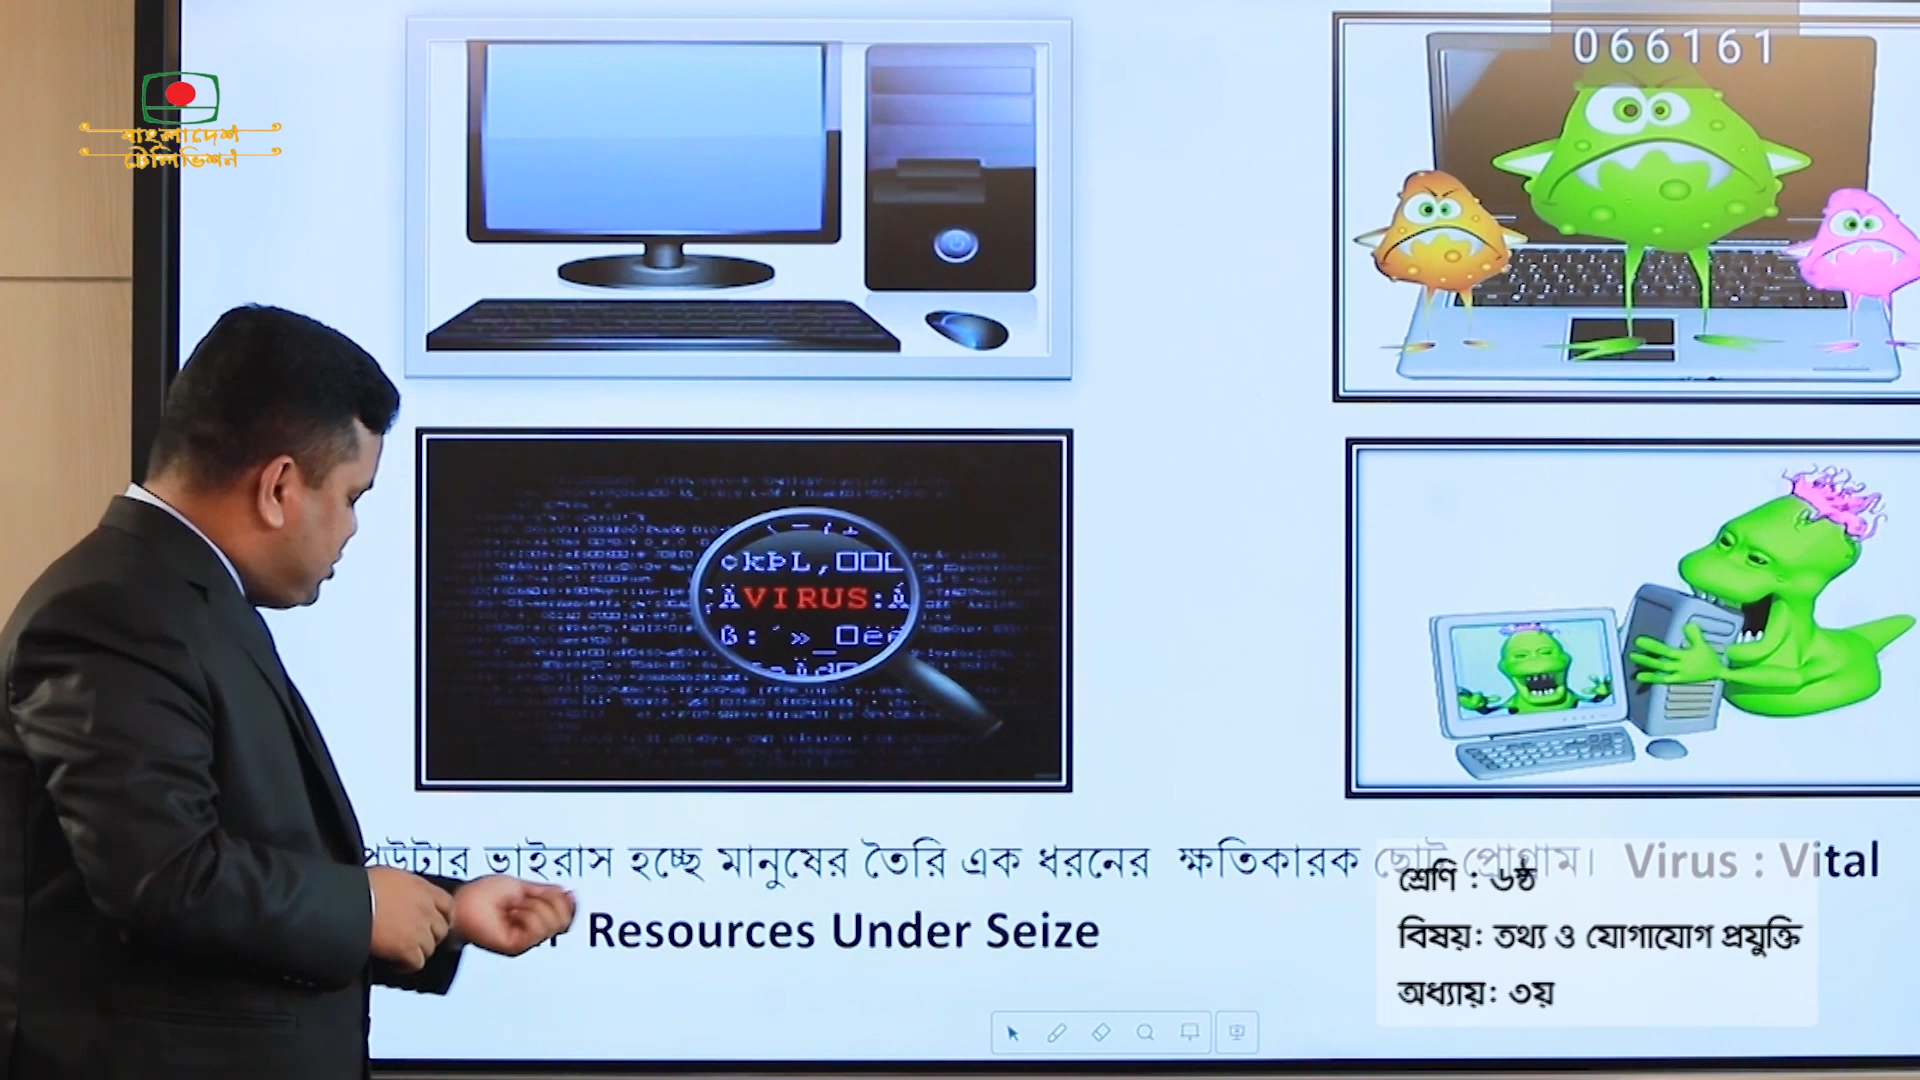 066161
বাংলাদেশ
টেলিভিশন
VIRUS
ভাইরাস হচ্ছে মানুষের তৈরি এক ধরনের ক্ষতিকারক ছোট প্রোগ্রাম। Virus : Vital
Resources Under Seize
শ্রেণি : ৬ষ্ঠ
বিষয়: তথ্য ও যোগাযোগ প্রযুক্তি
অধ্যায়: ৩য়